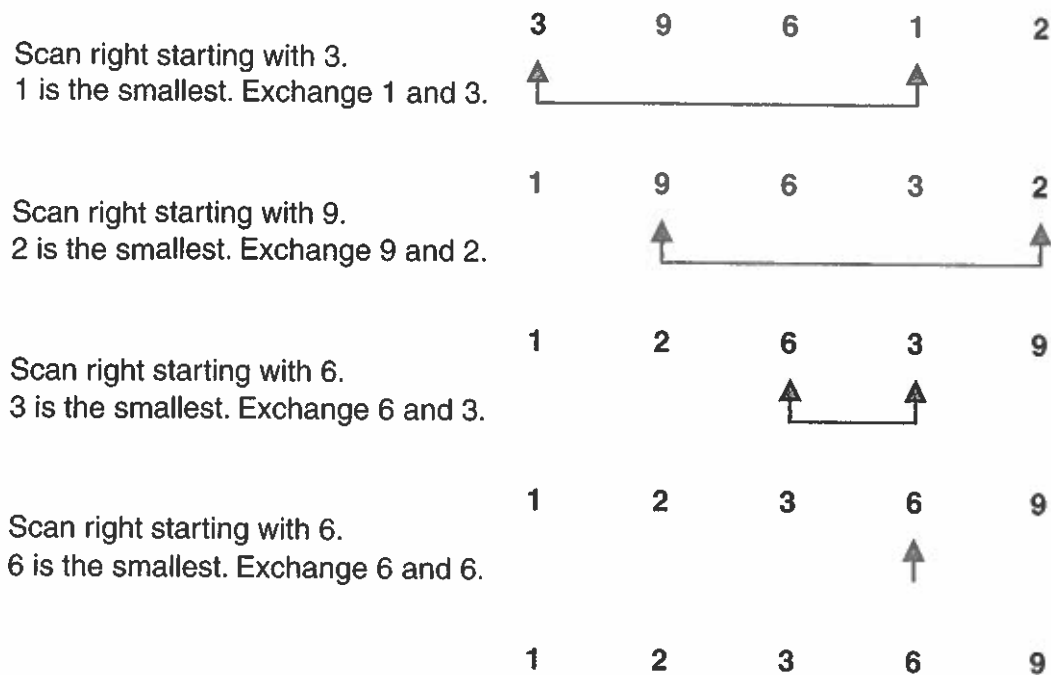 3 9 6 1 2
Scan right starting with 3.
1 is the smallest. Exchange 1 and 3.
1 9 6 3 2
Scan right starting with 9.
2 is the smallest. Exchange 9 and 2.
1 2 6 3 9
Scan right starting with 6.
3 is the smallest. Exchange 6 and 3.
1 2 3 6 9
Scan right starting with 6.
6 is the smallest. Exchange 6 and 6.
1 2 3 6 9